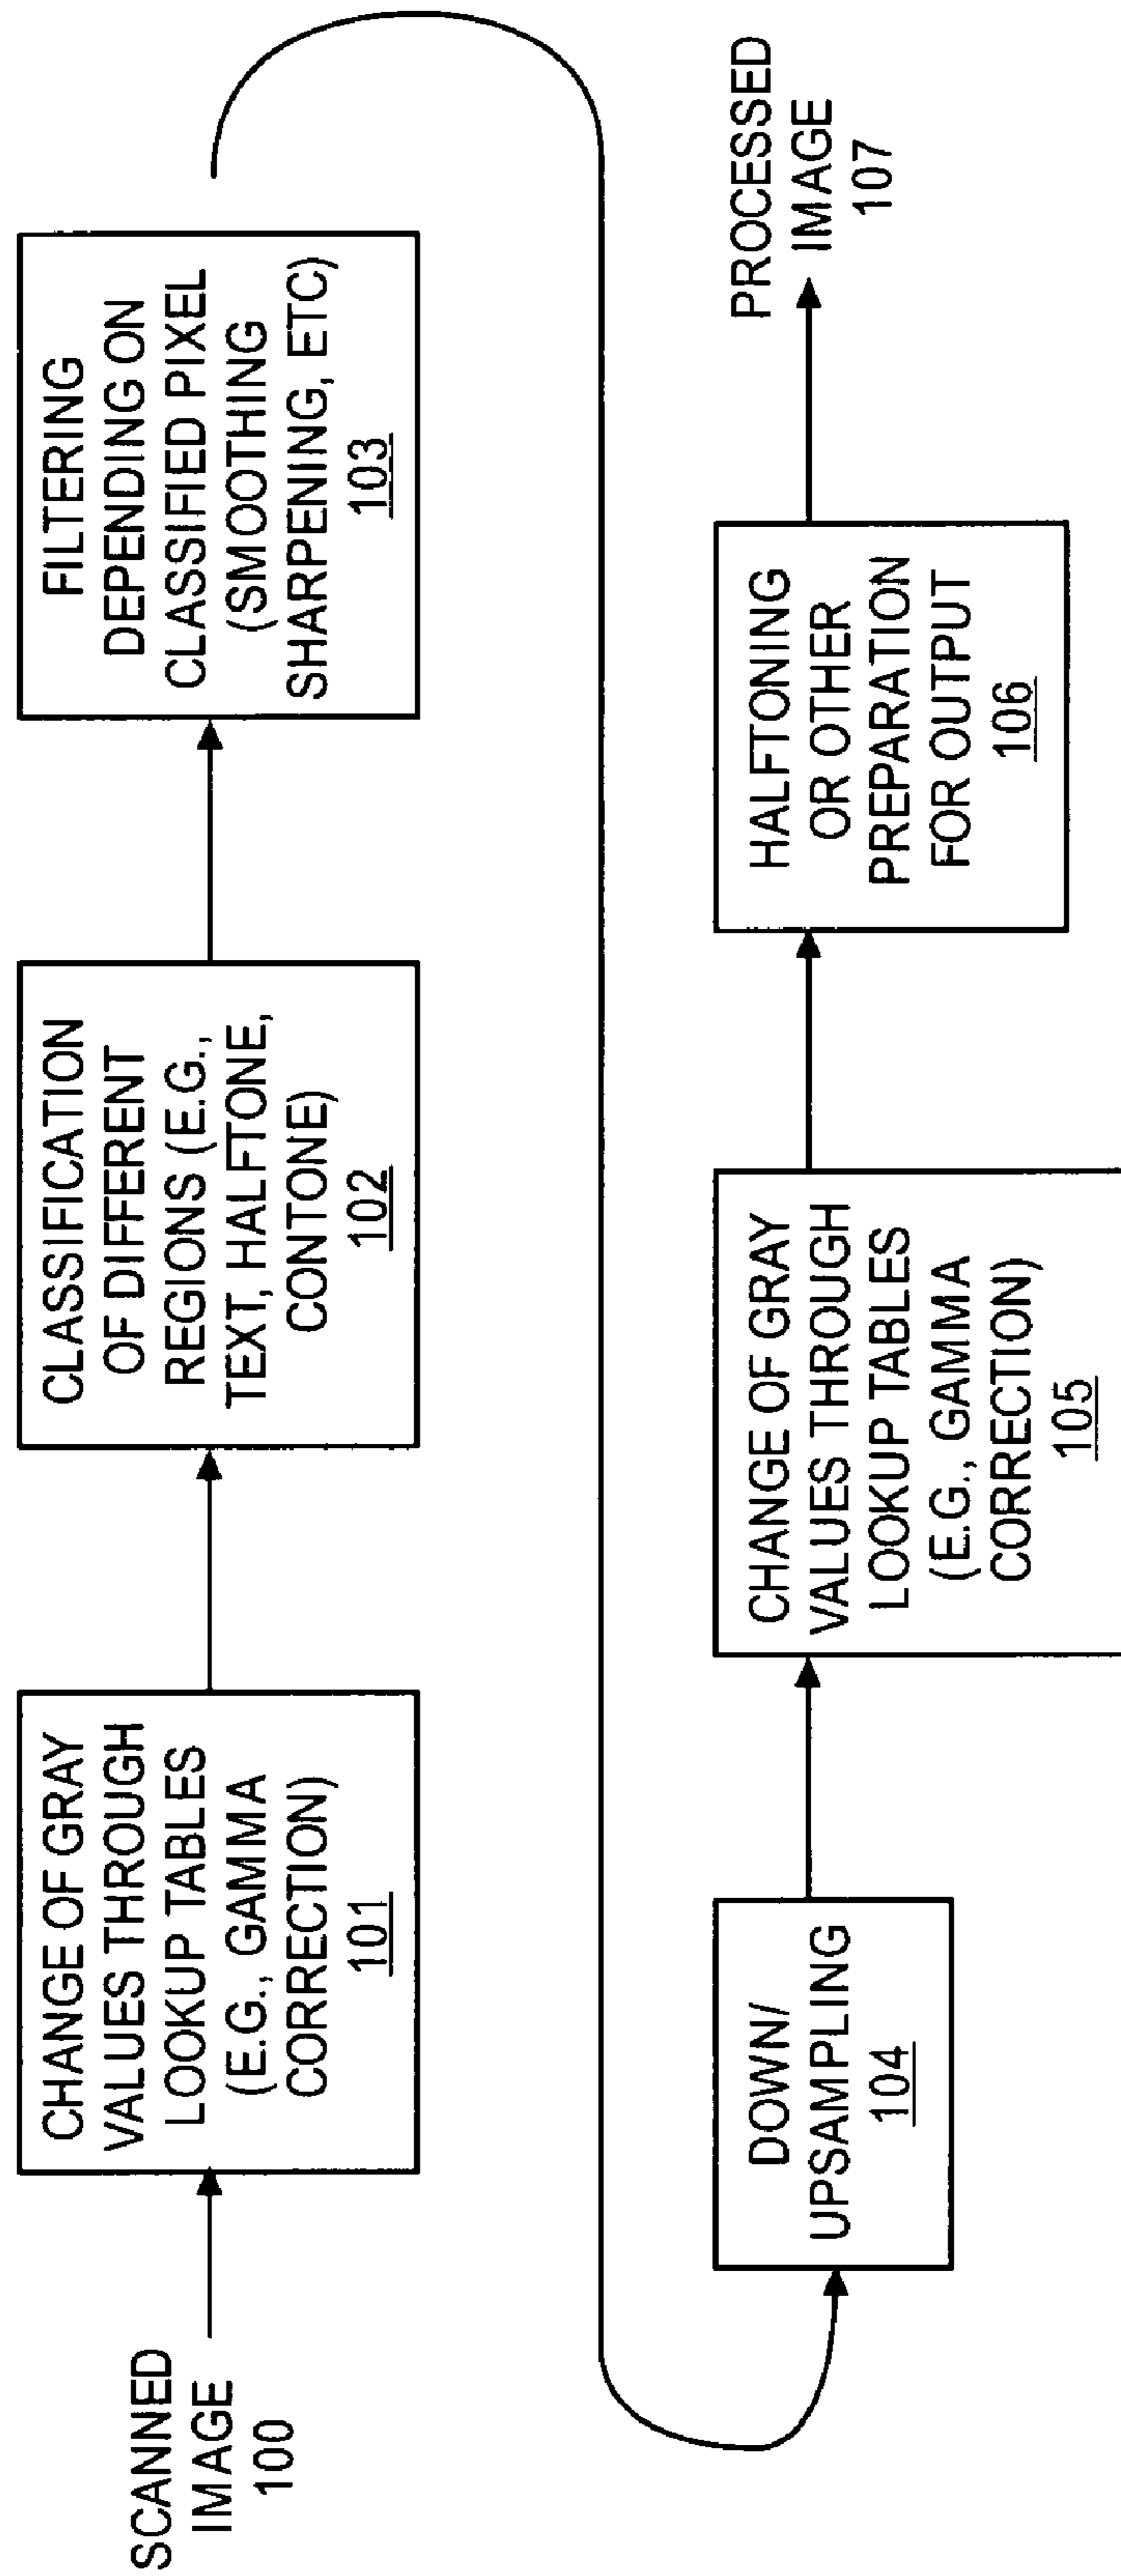 SCANNED
IMAGE
100
CHANGE OF GRAY
VALUES THROUGH
LOOKUP TABLES
(E.G., GAMMA
CORRECTION)
101
CLASSIFICATION
OF DIFFERENT
REGIONS (E.G.,
TEXT, HALFTONE,
CONTONE)
102
FILTERING
DEPENDING ON
CLASSIFIED PIXEL
(SMOOTHING
SHARPENING, ETC)
103
DOWN/
UPSAMPLING
104
CHANGE OF GRAY
VALUES THROUGH
LOOKUP TABLES
(E.G., GAMMA
CORRECTION)
105
HALFTONING
OR OTHER
PREPARATION
FOR OUTPUT
106
PROCESSED
IMAGE
107